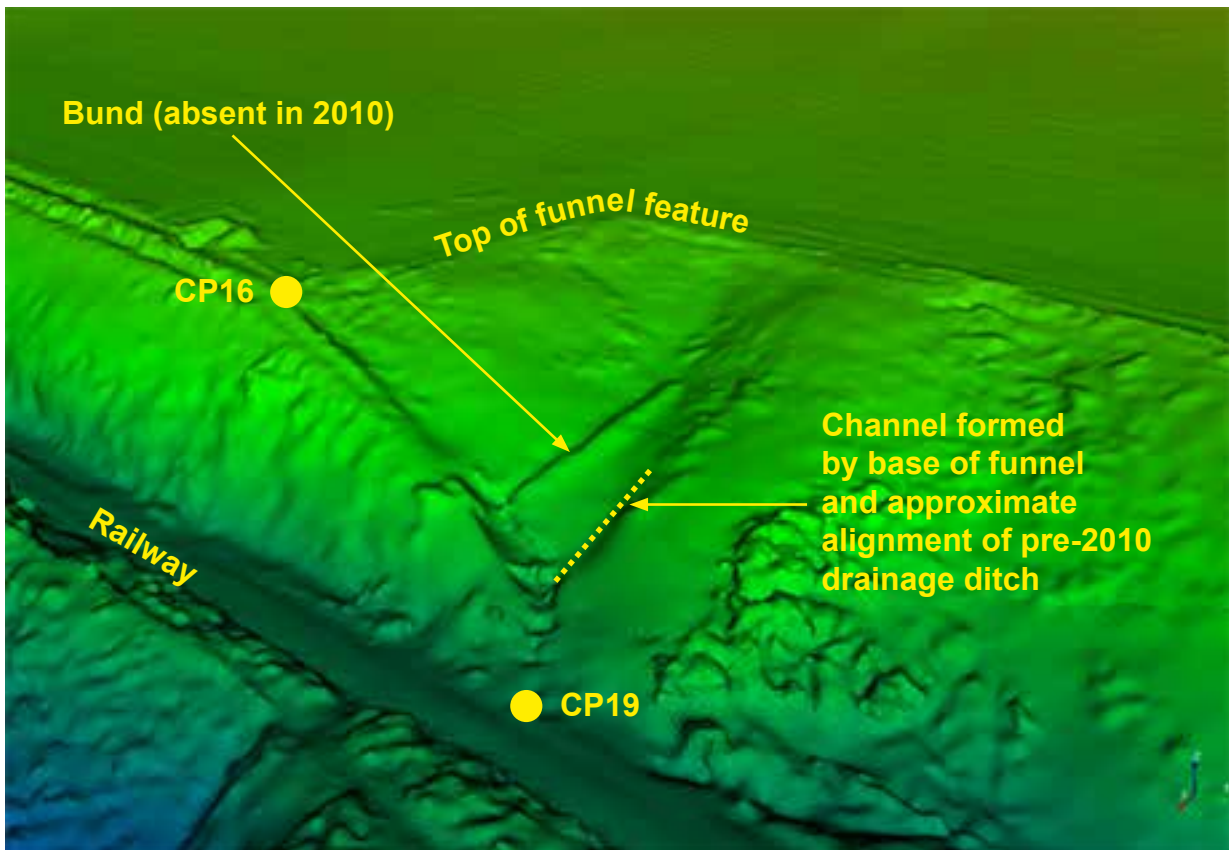 Bund (absent in 2010)
Top of funnel feature
CP16
Channel formed
by base of funnel
and approximate
alignment of pre-2010
drainage ditch
Railway
CP19